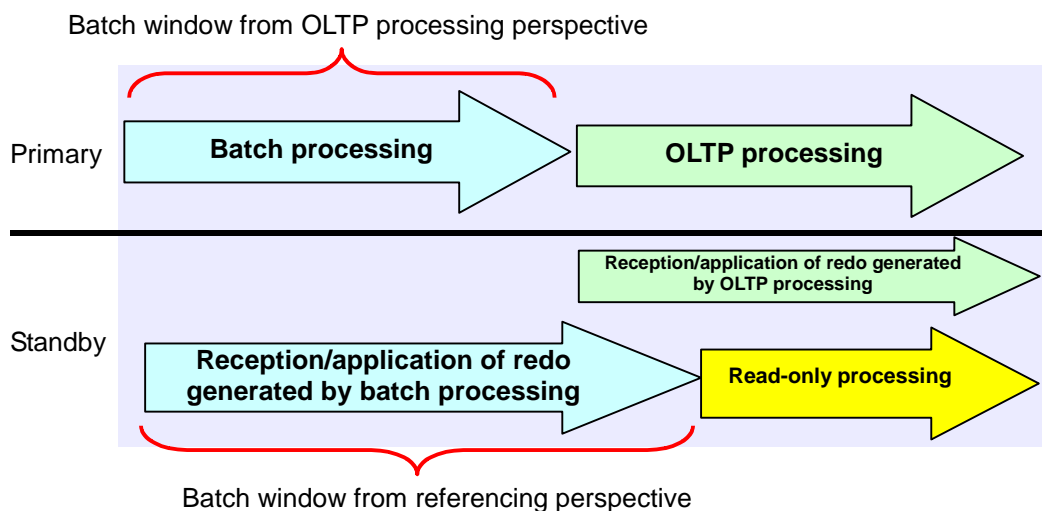 Batch window from OLTP processing perspective
Primary
Batch processing
OLTP processing
Reception/application of redo generated
by OLTP processing
Standby
Reception/application of redo
generated by batch processing
Read-only processing
Batch window from referencing perspective